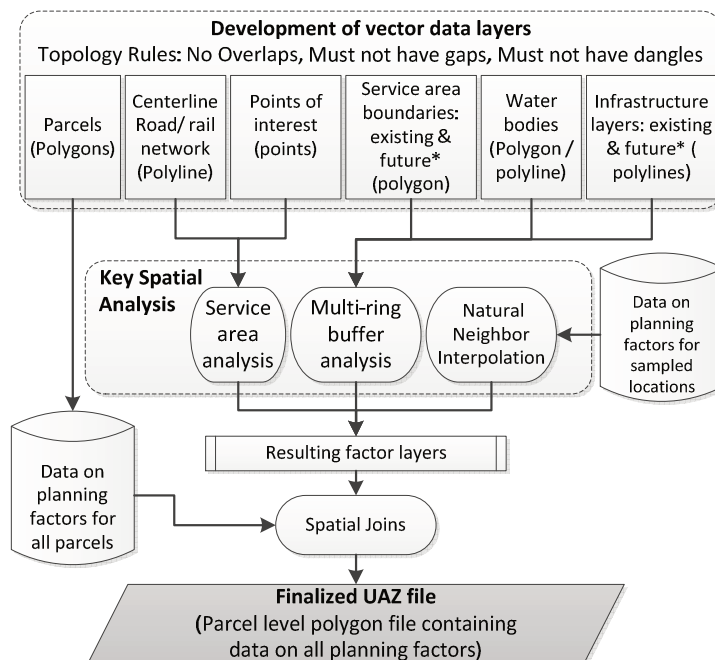 Development of vector data layers
Topology Rules: No Overlaps, Must not have gaps, Must not have dangles
Parcels
(Polygons)
Centerline
Road/ rail
network
(Polyline)
Points of
interest
(points)
Service area
boundaries:
existing &
future*
(polygon)
Water
bodies
(Polygon /
polyline)
Infrastructure
layers: existing
& future* (
polylines)
Key Spatial
Analysis
Service
area
analysis
Multi-ring
buffer
analysis
Natural
Neighbor
Interpolation
Data on
planning
factors for
sampled
locations
Resulting factor layers
Data on
planning
factors for
all parcels
Spatial Joins
Finalized UAZ file
(Parcel level polygon file containing
data on all planning factors)